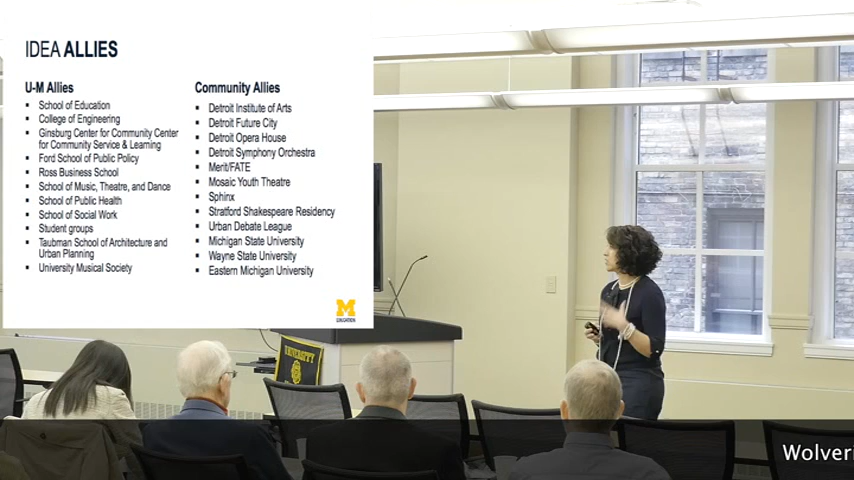 IDEA ALLIES
U-M Allies
School of Education
College of Engineering
Ginsburg Center for Community Center
for Community Service & Learning
Ford School of Public Policy
Ross Business School
School of Music, Theatre, and Dance
School of Public Health
School of Social Work
Student groups
Taubman School of Architecture and
Urban Planning
University Musical Society
Community Allies
Detroit Institute of Arts
Detroit Future City
Detroit Opera House
Detroit Symphony Orchestra
Merit/FATE
Mosaic Youth Theatre
Sphinx
Stratford Shakespeare Residency
Urban Debate League
Michigan State University
Wayne State University
Eastern Michigan University
M
EDUCATION
UNIVERSITY
Wolver